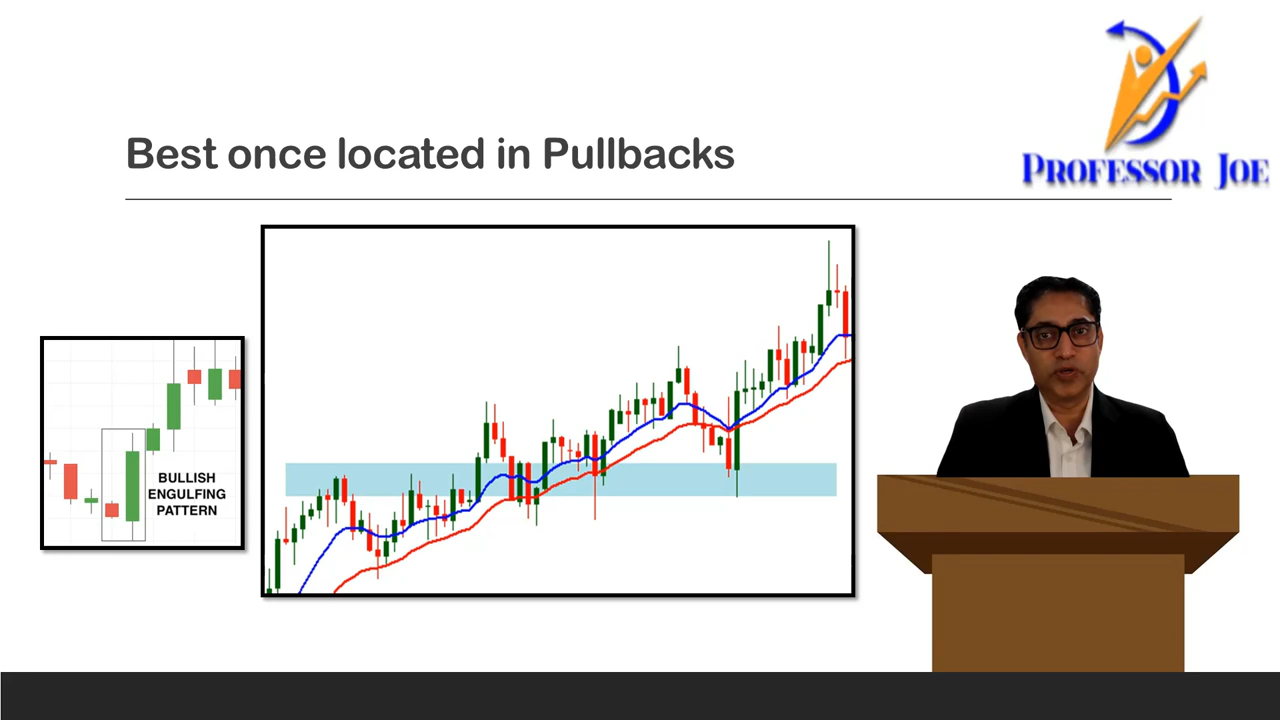 Best once located in Pullbacks
PROFESSOR JOE
BULLISH
ENGULFING
PATTERN